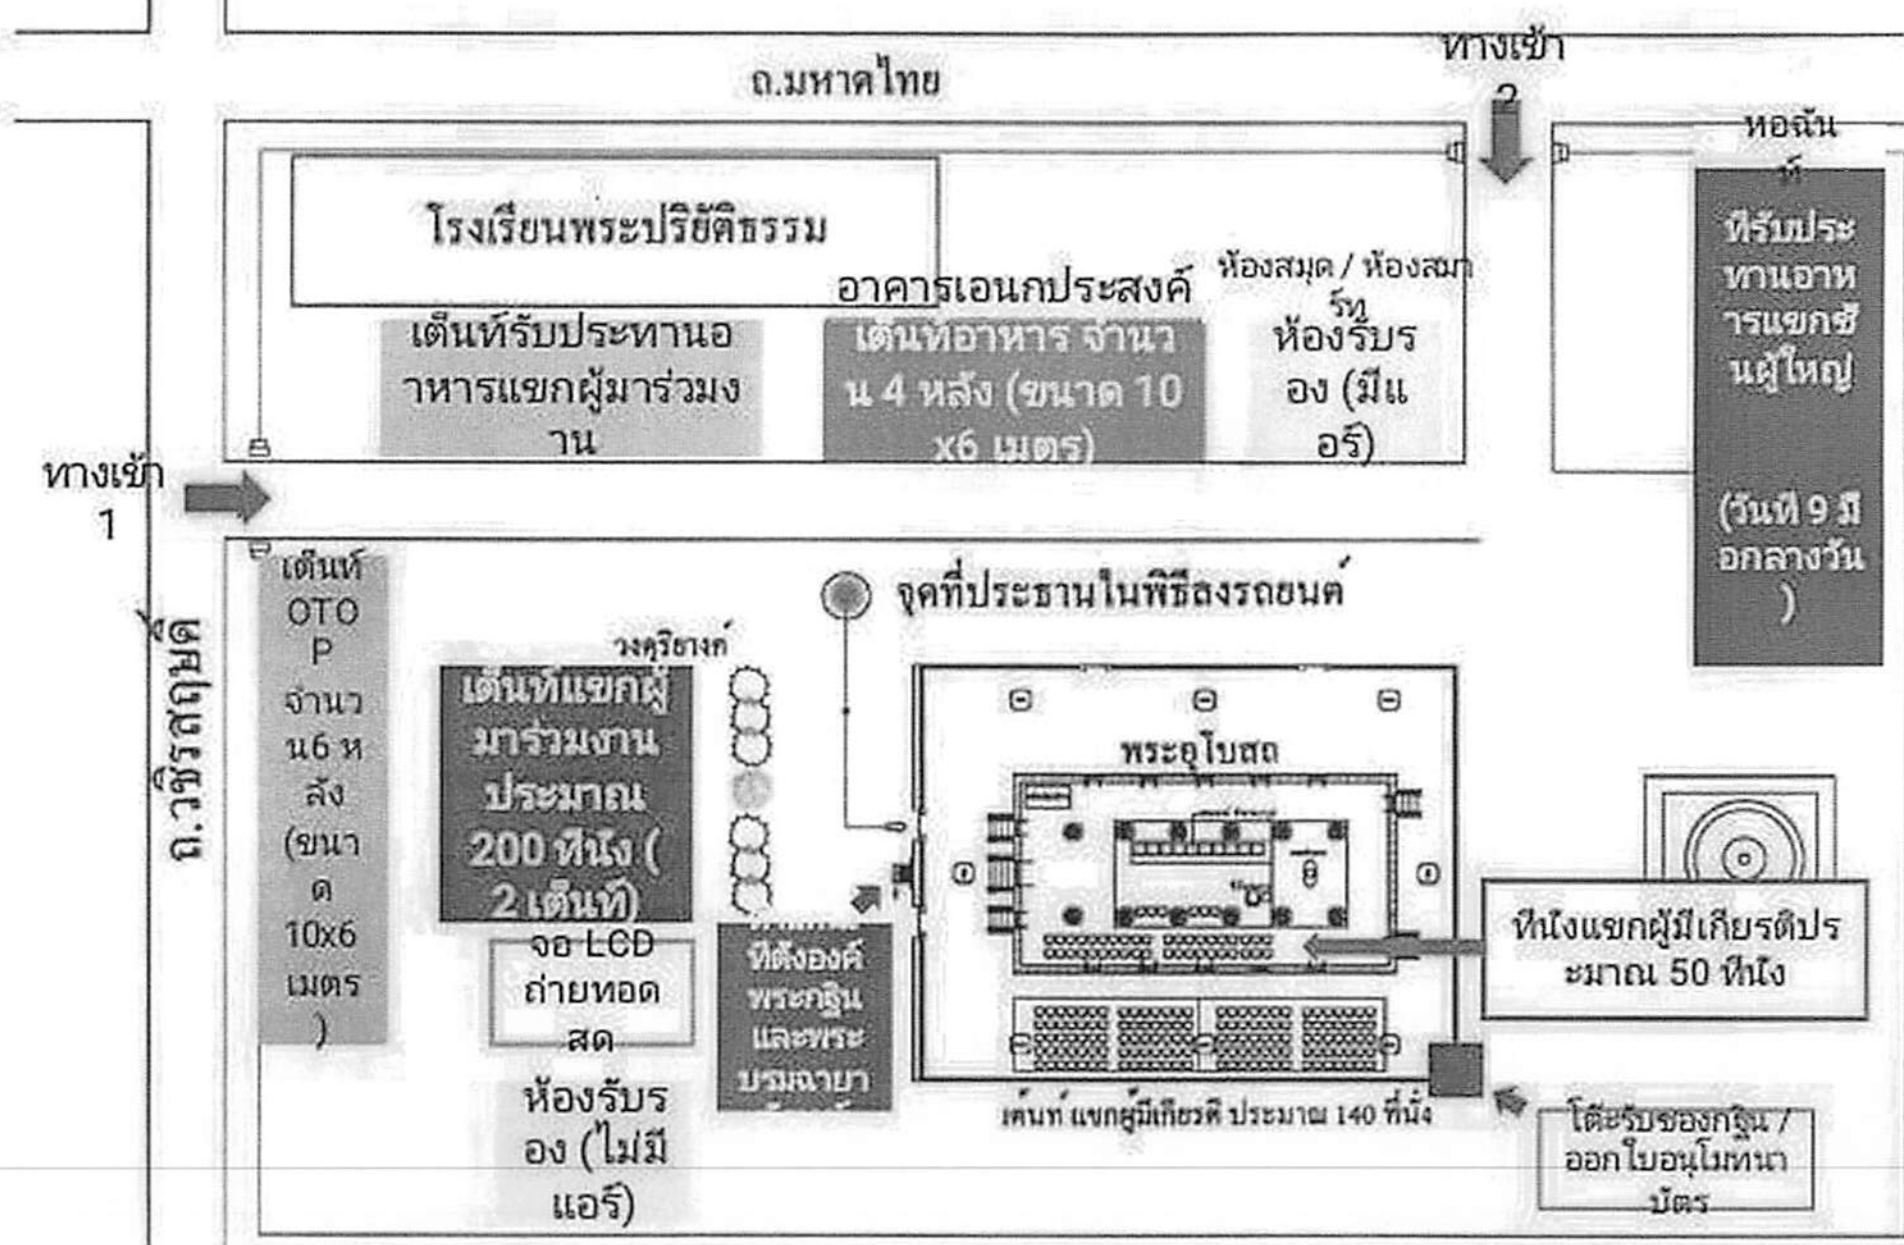 ทางเข้า
2
ถ.มหาดไทย
หอฉัน
ที่รับประ
ทานอาห
ารแขกชั้
นผู้ใหญ่
(วันที่ 9 มื้
อกลางวัน
)
โรงเรียนพระปริยัติธรรม
อาคารเอนกประสงค์
ห้องสมุด / ห้องสมา
ร์ท
เต็นท์รับประทานอ
าหารแขกผู้มาร่วมง
าน
เต็นท์อาหาร จำนว
น 4 หลัง (ขนาด 10
x6 เมตร)
ห้องรับร
อง (มีแ
อร์)
ทางเข้า
1
ถ.วชิรสฤษดิ์
เต็นท์
OTO
P
จำนว
น6 ห
ลัง
(ขนา
ด
10x6
เมตร
)
จุดที่ประธานในพิธีลงรถยนต์
วงดุริยางค์
เต็นท์แขกผู้
มาร่วมงาน
ประมาณ
200 ที่นั่ง (
2 เต็นท์)
จอ LCD
ถ่ายทอด
สด
ห้องรับร
อง (ไม่มี
แอร์)
ที่ตั้งองค์
พระกฐิน
และพระ
บรมฉายา
พระอุโบสถ
ที่นั่งแขกผู้มีเกียรติปร
ะมาณ 50 ที่นั่ง
เต้นท์ แขกผู้มีเกียรติ ประมาณ 140 ที่นั่ง
โต๊ะรับซองกฐิน /
ออกใบอนุโมทนา
บัตร